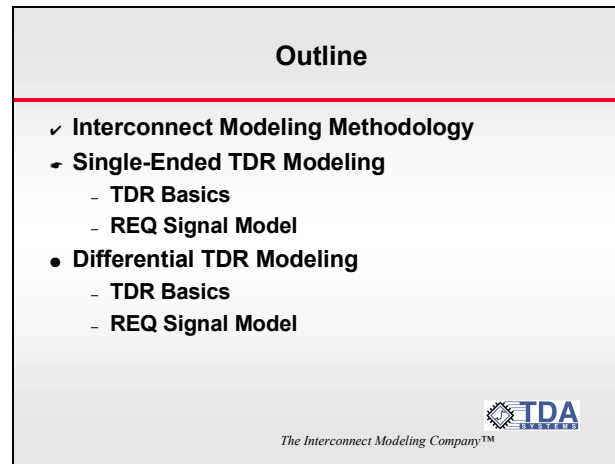 Outline
✔ Interconnect Modeling Methodology
☛ Single-Ended TDR Modeling
– TDR Basics
– REQ Signal Model
● Differential TDR Modeling
– TDR Basics
– REQ Signal Model
TDA
SYSTEMS
The Interconnect Modeling Company™